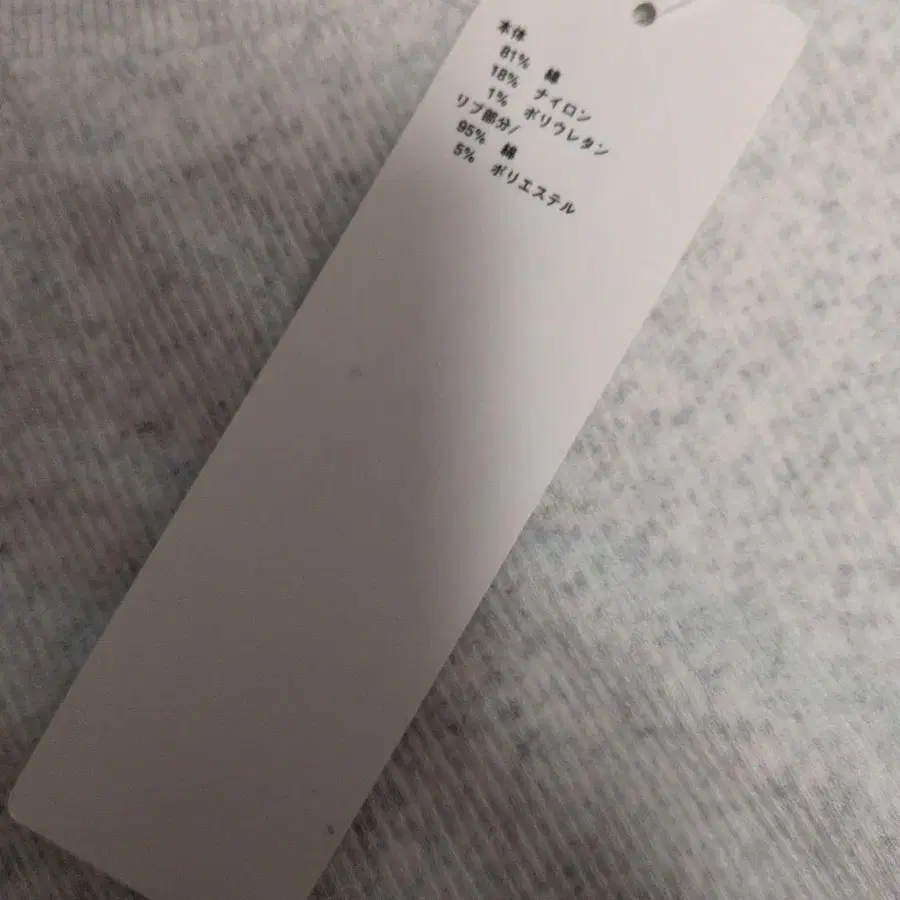 本体
81% 綿
18% ナイロン
1% ポリウレタン
リブ部分/
95% 綿
5% ポリエステル